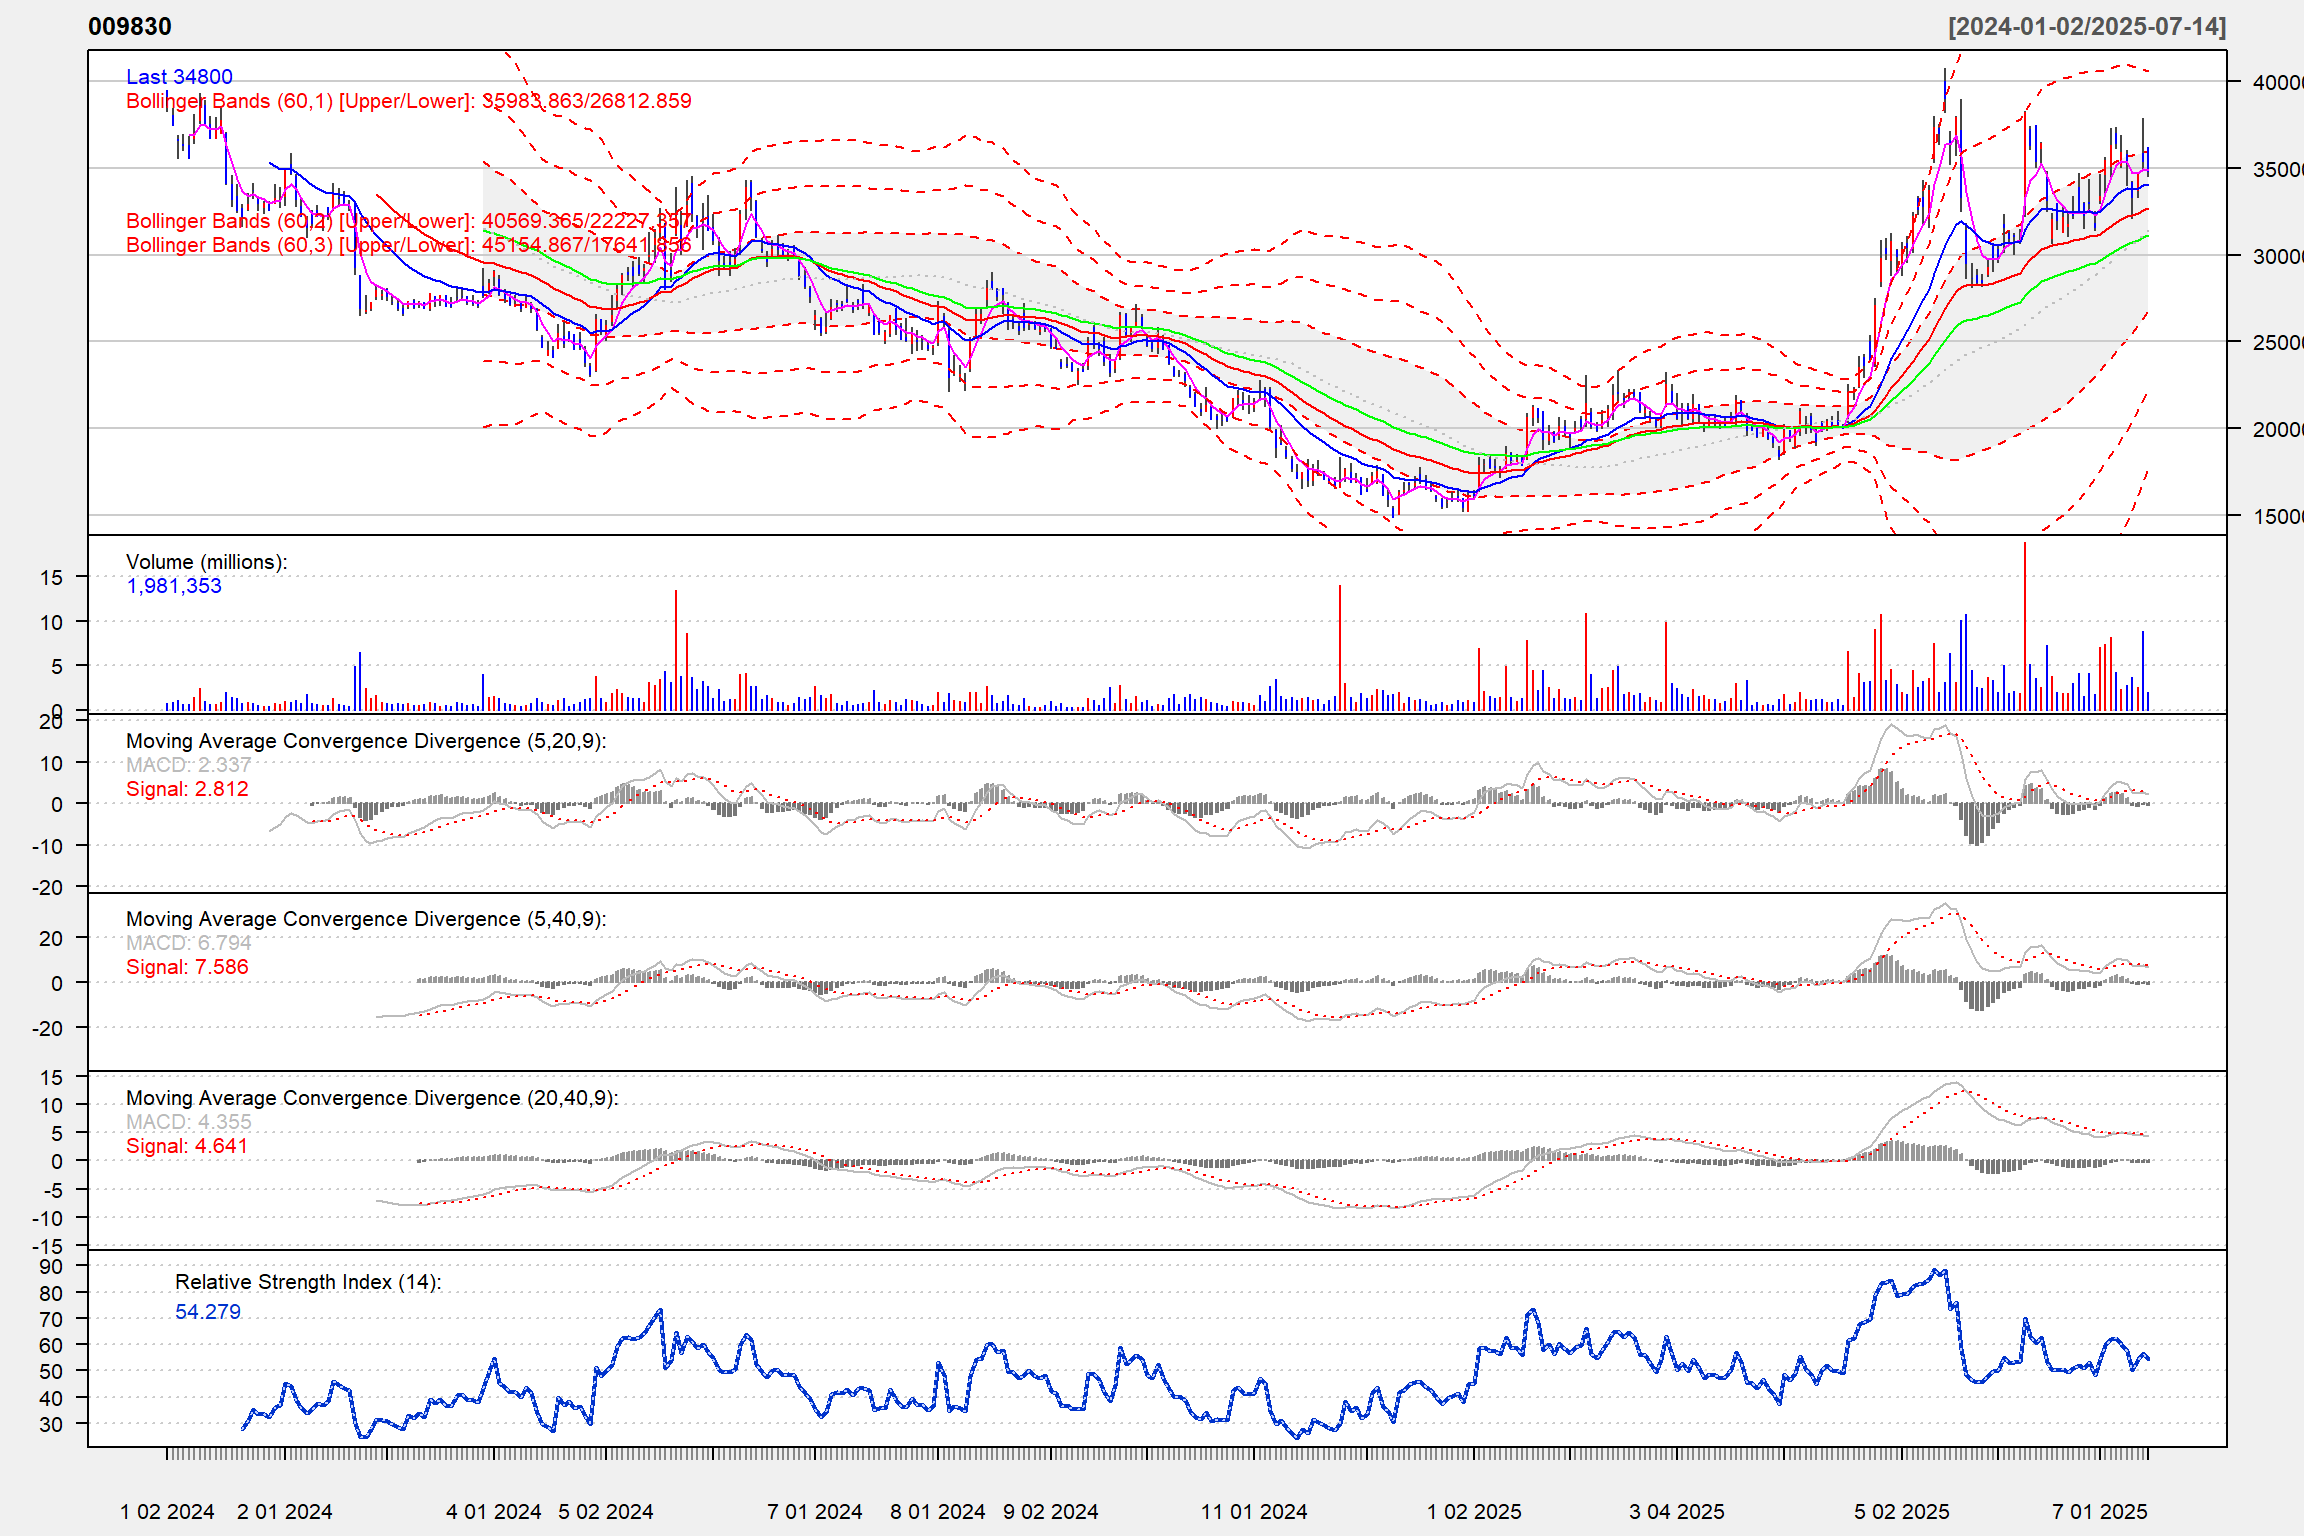 009830
[2024-01-02/2025-07-14]
Last 34800
Bollinger Bands (60,1) [Upper/Lower]: 35983.863/26812.859
Bollinger Bands (60,2) [Upper/Lower]: 40569.365/22227.357
Bollinger Bands (60,3) [Upper/Lower]: 45154.867/17641.856
40000
35000
30000
25000
20000
15000
Volume (millions):
1,981,353
15
10
5
0
Moving Average Convergence Divergence (5,20,9):
MACD: 2.337
Signal: 2.812
20
10
0
-10
-20
Moving Average Convergence Divergence (5,40,9):
MACD: 6.794
Signal: 7.586
20
0
-20
Moving Average Convergence Divergence (20,40,9):
MACD: 4.355
Signal: 4.641
15
10
5
0
-5
-10
-15
Relative Strength Index (14):
54.279
90
80
70
60
50
40
30
1 02 2024
2 01 2024
4 01 2024
5 02 2024
7 01 2024
8 01 2024
9 02 2024
11 01 2024
1 02 2025
3 04 2025
5 02 2025
7 01 2025